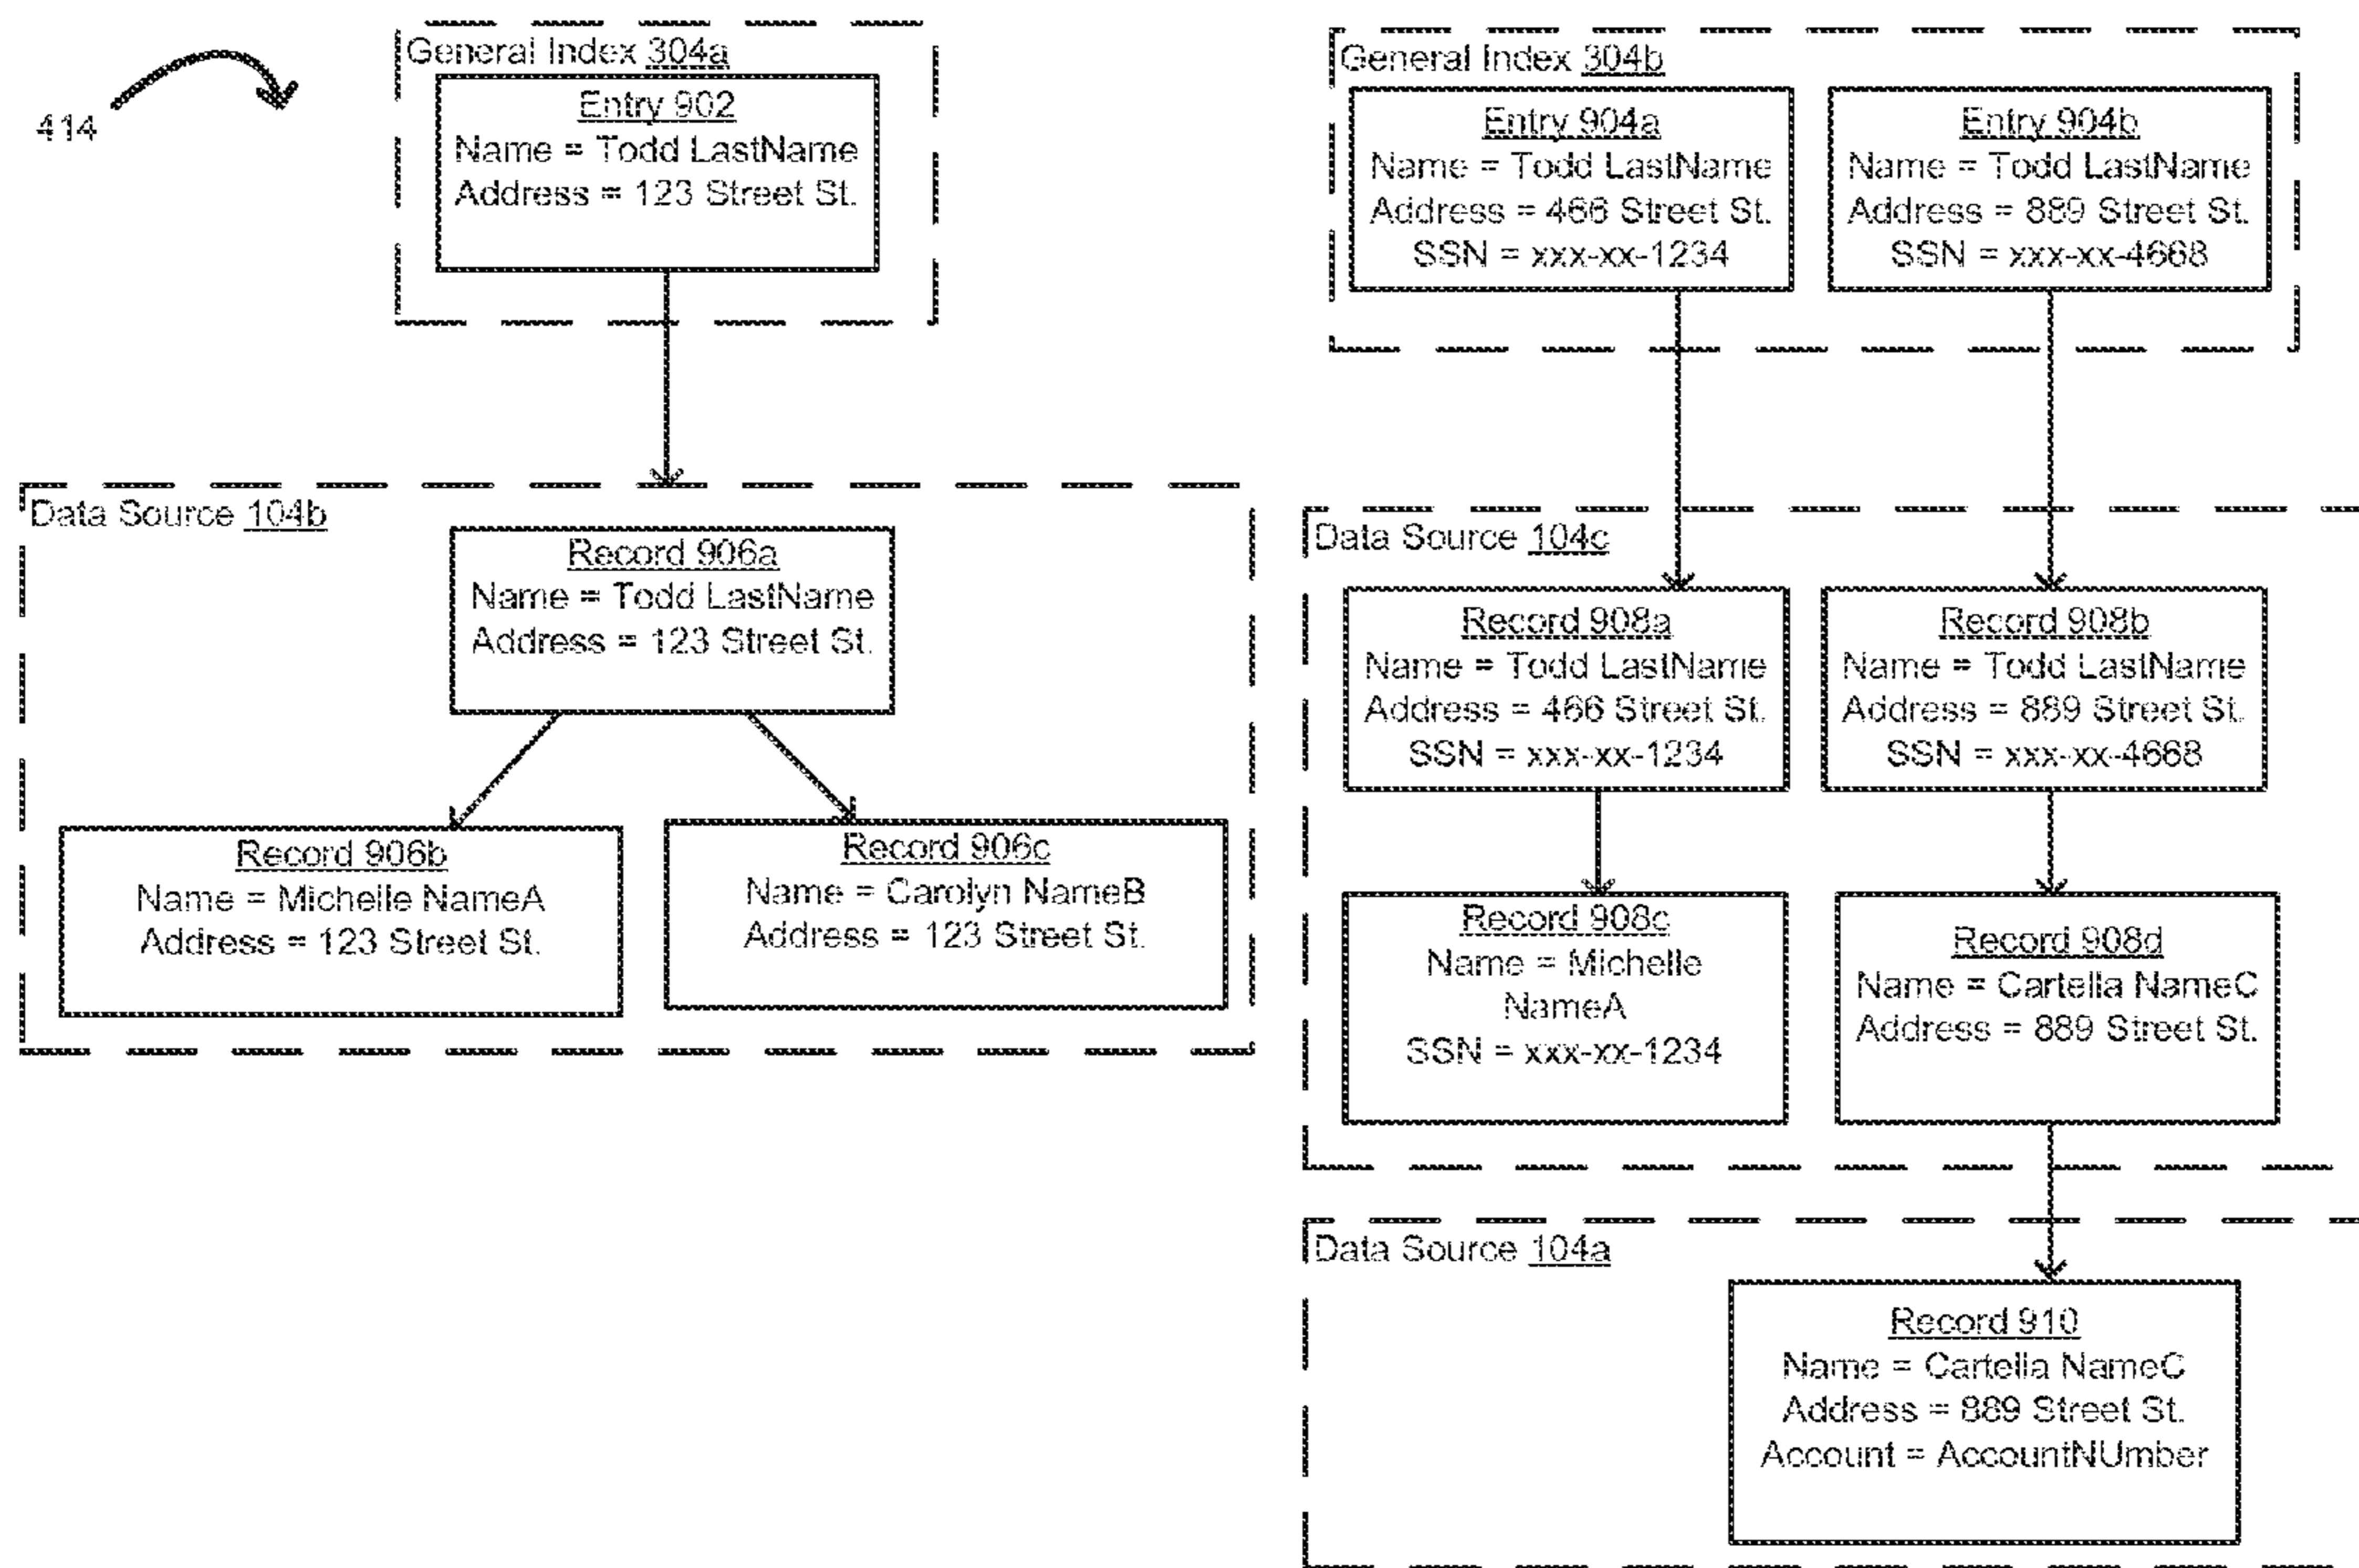 414
General Index 304a
Entry 902
Name = Todd LastName
Address = 123 Street St.
General Index 304b
Entry 904a
Name = Todd LastName
Address = 466 Street St.
SSN = xxx-xx-1234
Entry 904b
Name = Todd LastName
Address = 889 Street St.
SSN = xxx-xx-4668
Data Source 104b
Record 906a
Name = Todd LastName
Address = 123 Street St.
Record 906b
Name = Michelle NameA
Address = 123 Street St.
Record 906c
Name = Carolyn NameB
Address = 123 Street St.
Data Source 104c
Record 908a
Name = Todd LastName
Address = 466 Street St.
SSN = xxx-xx-1234
Record 908b
Name = Todd LastName
Address = 889 Street St.
SSN = xxx-xx-4668
Record 908c
Name = Michelle
NameA
SSN = xxx-xx-1234
Record 908d
Name = Cartella NameC
Address = 889 Street St.
Data Source 104a
Record 910
Name = Cartella NameC
Address = 889 Street St.
Account = AccountNUmber